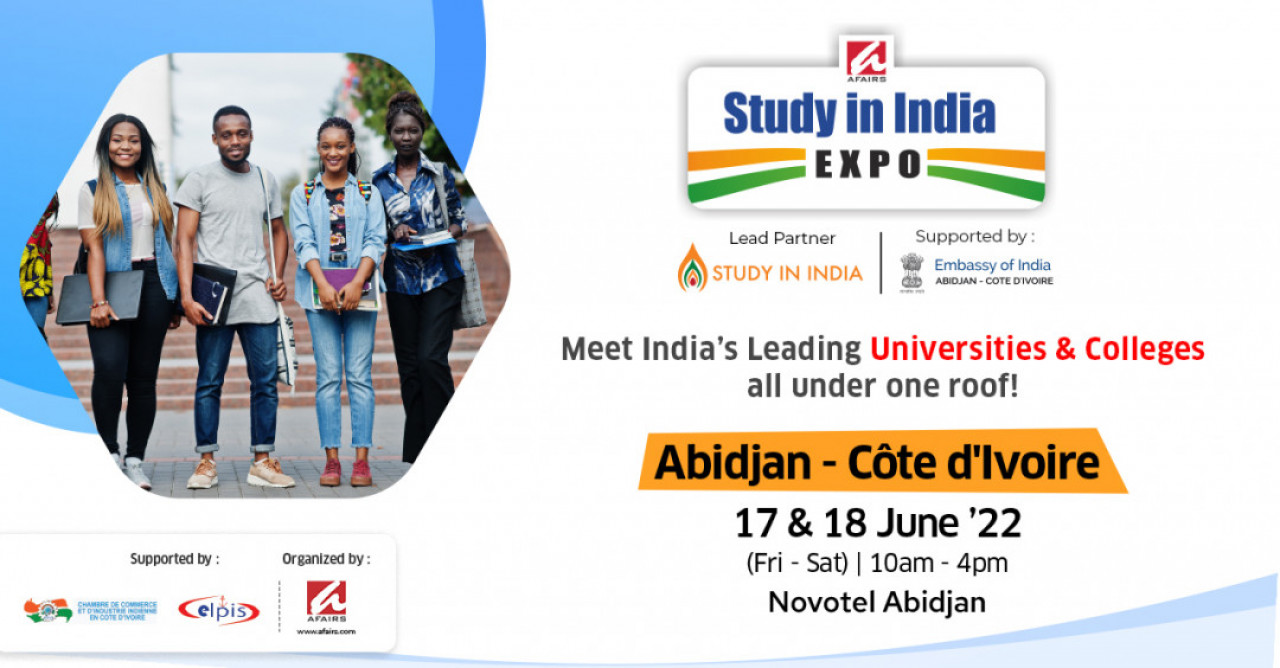 AFAIRS
Study in India
EXPO
Lead Partner
STUDY IN INDIA
Supported by :
Embassy of India
ABIDJAN - COTE D'IVOIRE
Meet India's Leading Universities & Colleges
all under one roof!
Abidjan - Côte d'Ivoire
17 & 18 June ’22
(Fri - Sat) | 10am - 4pm
Novotel Abidjan
Supported by :
CHAMBRE DE COMMERCE
ET D'INDUSTRIE INDIENNE
EN COTE D'IVOIRE
elpis
Organized by :
AFAIRS
www.afairs.com